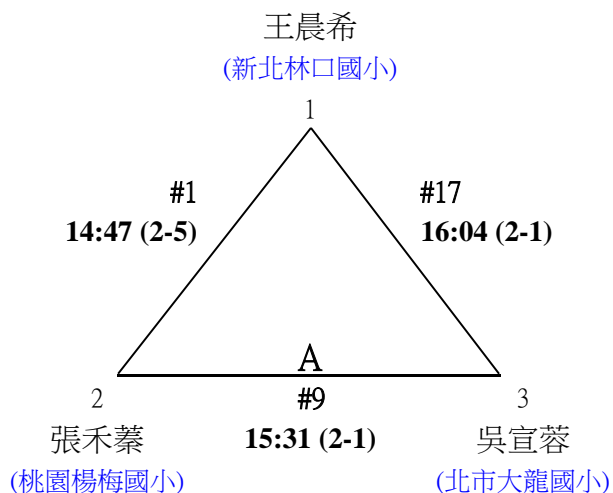 王晨希
(新北林口國小)
1
#1
#17
14:47 (2-5)
16:04 (2-1)
A
2
#9
3
張禾蓁
15:31 (2-1)
吳宣蓉
(桃園楊梅國小)
(北市大龍國小)